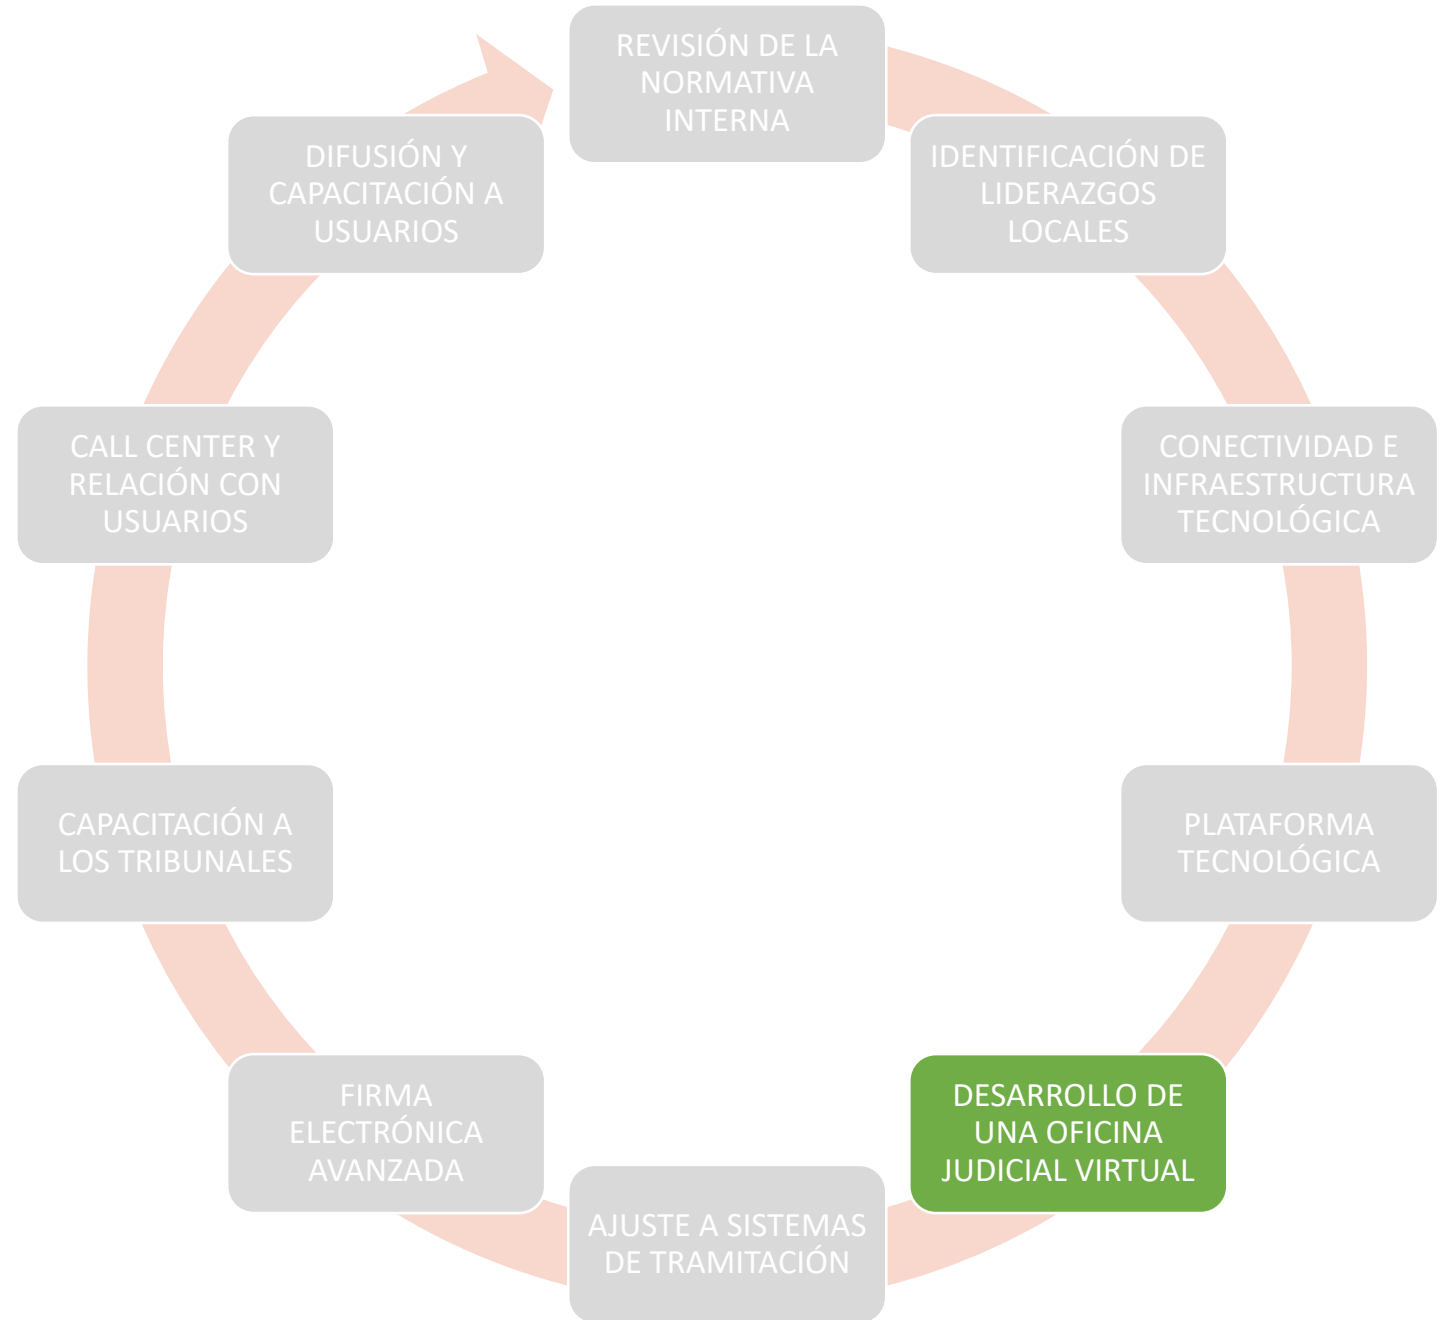 REVISIÓN DE LA
NORMATIVA
INTERNA
IDENTIFICACIÓN DE
LIDERAZGOS
LOCALES
CONECTIVIDAD E
INFRAESTRUCTURA
TECNOLÓGICA
PLATAFORMA
TECNOLÓGICA
DESARROLLO DE
UNA OFICINA
JUDICIAL VIRTUAL
AJUSTE A SISTEMAS
DE TRAMITACIÓN
FIRMA
ELECTRÓNICA
AVANZADA
CAPACITACIÓN A
LOS TRIBUNALES
CALL CENTER Y
RELACIÓN CON
USUARIOS
DIFUSIÓN Y
CAPACITACIÓN A
USUARIOS